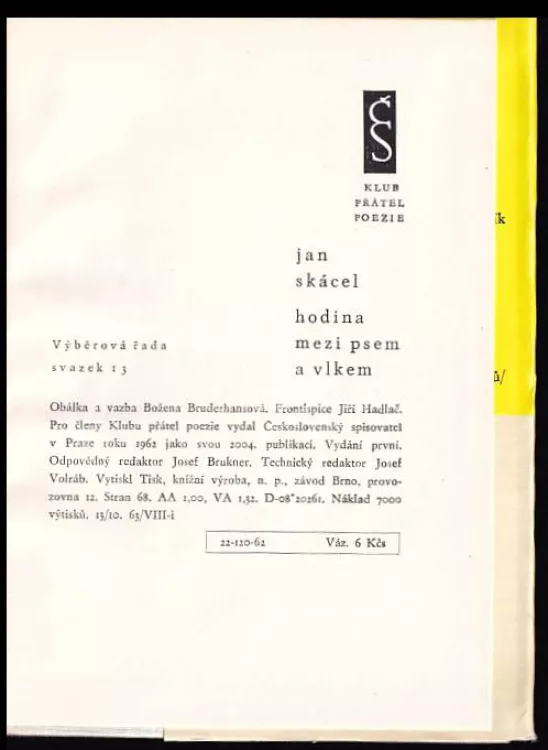 ČS
KLUB
PŘÁTEL
POEZIE
jan
skácel
hodina
mezi psem
a vlkem
Výběrová řada
svazek 13
Obálka a vazba Božena Bruderhansová. Frontispice Jiří Hadlač.
Pro členy Klubu přátel poezie vydal Československý spisovatel
v Praze roku 1962 jako svou 2004. publikaci. Vydání první.
Odpovědný redaktor Josef Brukner. Technický redaktor Josef
Volráb. Vytiskl Tisk, knižní výroba, n. p., závod Brno, provo-
zovna 12. Stran 68. AA 1,00, VA 1,32. D-08*20261. Náklad 7000
výtisků. 13/10. 63/VIII-1
22-120-62 Váz. 6 Kčs
ík
ů/